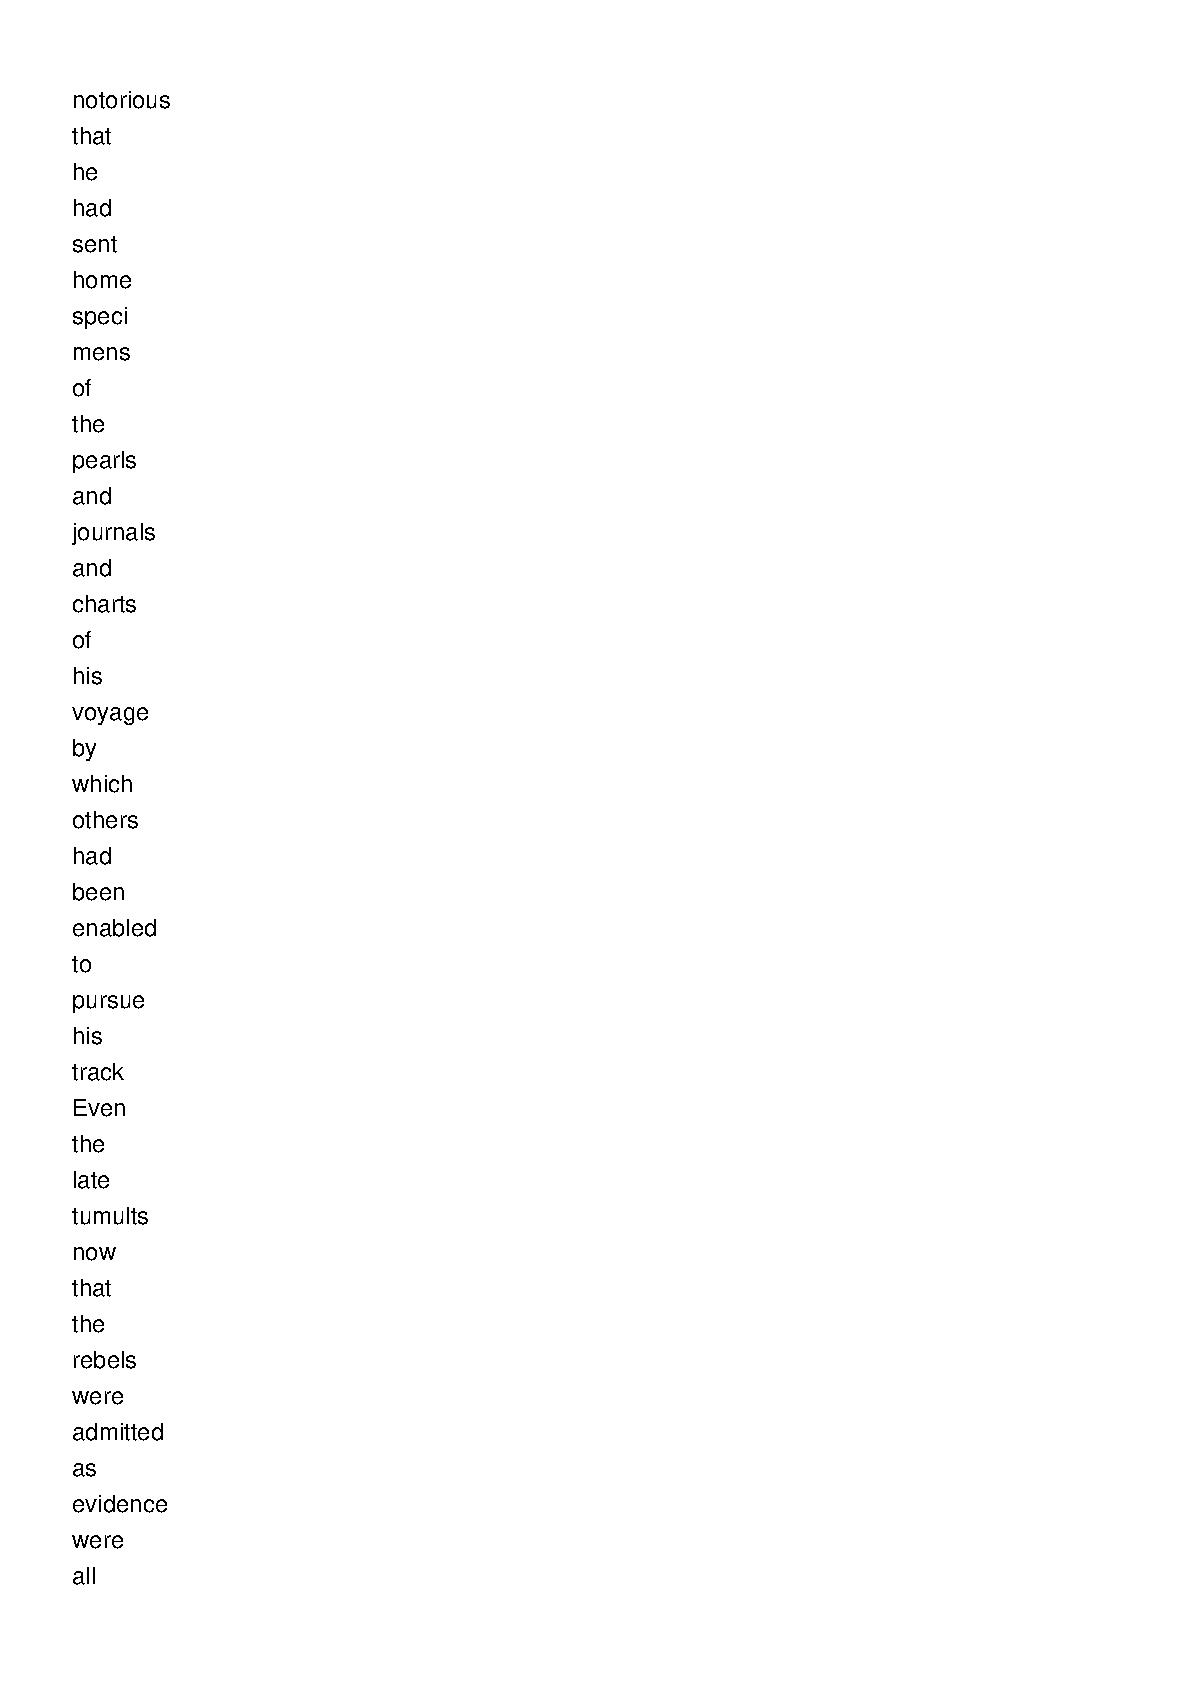 notorious
that
he
had
sent
home
speci
mens
of
the
pearls
and
journals
and
charts
of
his
voyage
by
which
others
had
been
enabled
to
pursue
his
track
Even
the
late
tumults
now
that
the
rebels
were
admitted
as
evidence
were
all